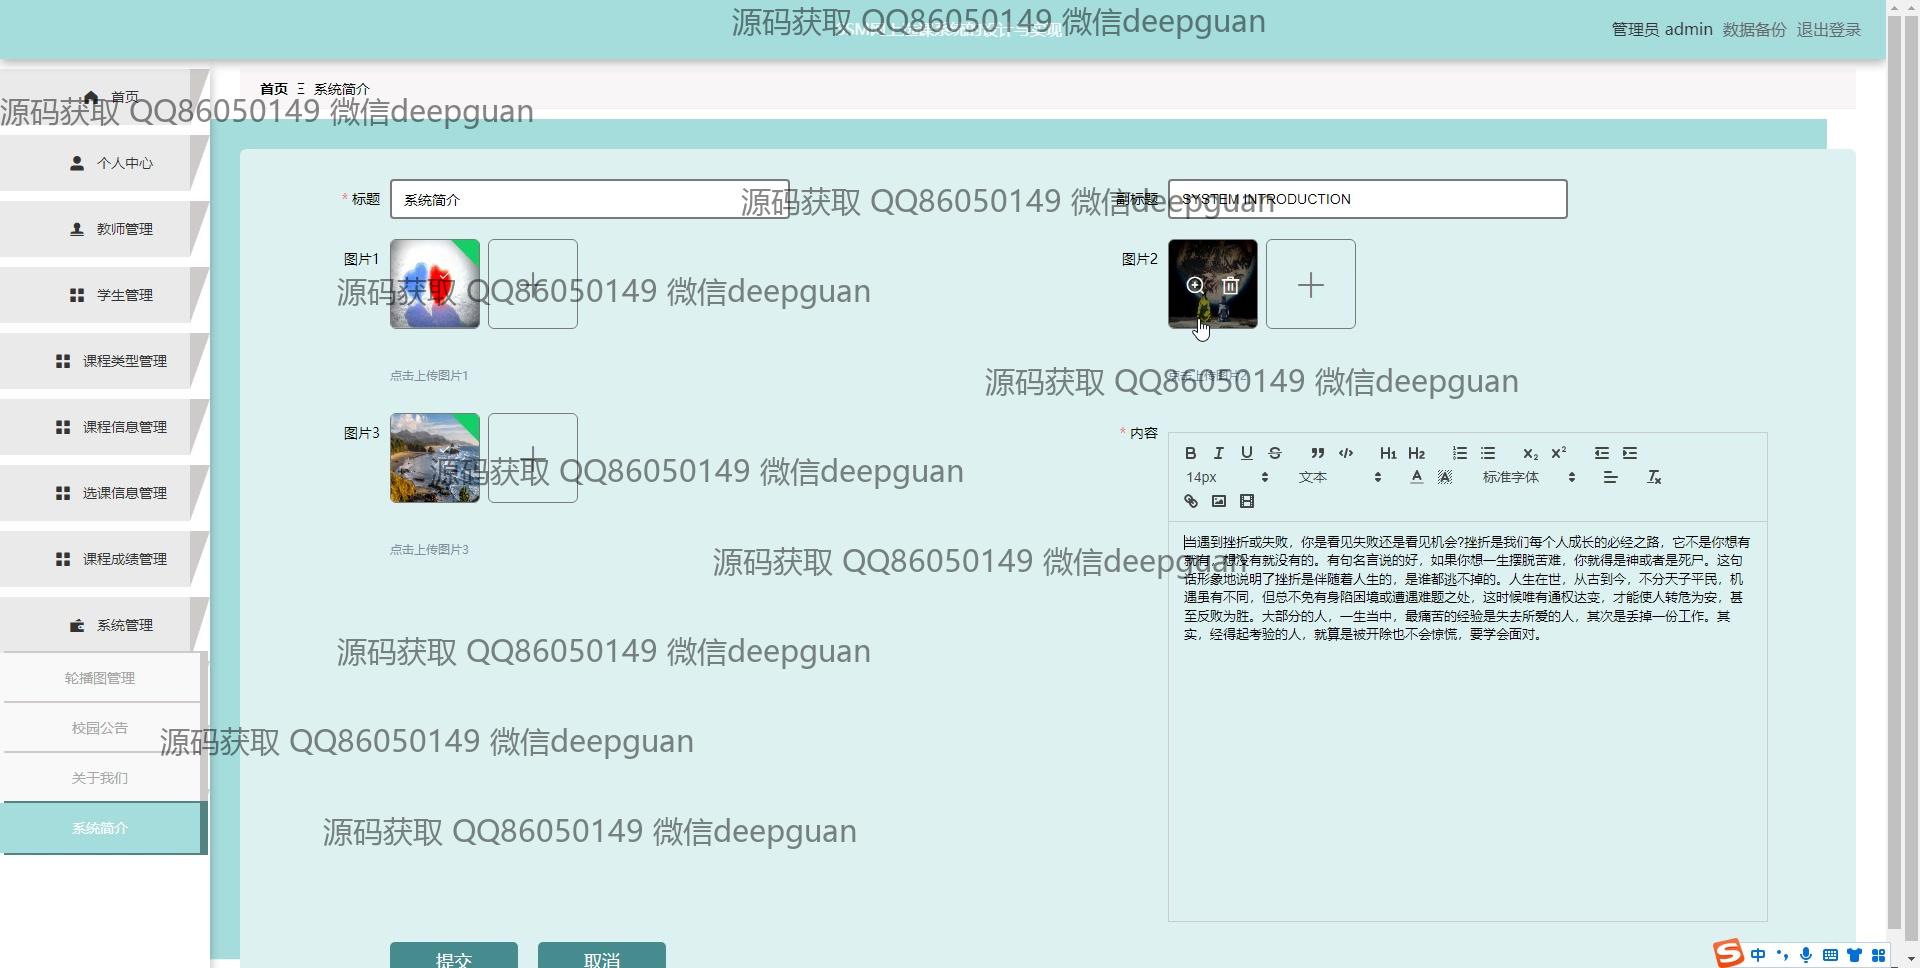 源码获取 QQ86050149 微信deepguan
管理员 admin 数据备份 退出登录
首页
首页 Ξ 系统简介
源码获取 QQ86050149 微信deepguan
个人中心
教师管理
学生管理
课程类型管理
课程信息管理
选课信息管理
课程成绩管理
系统管理
轮播图管理
校园公告
关于我们
系统简介
* 标题 系统简介
副标题 SYSTEM INTRODUCTION
源码获取 QQ86050149 微信deepguan
图片1
图片2
源码获取 QQ86050149 微信deepguan
点击上传图片1
点击上传图片2
源码获取 QQ86050149 微信deepguan
图片3
源码获取 QQ86050149 微信deepguan
点击上传图片3
* 内容
B I U S H1 H2 X₂ X²
14px 文本 A A 标准字体
当遇到挫折或失败，你是看见失败还是看见机会?挫折是我们每个人成长的必经之路，它不是你想有
就有，想没有就没有的。有句名言说的好，如果你想一生摆脱苦难，你就得是神或者是死尸。这句
话形象地说明了挫折是伴随着人生的，是谁都逃不掉的。人生在世，从古到今，不分天子平民，机
遇虽有不同，但总不免有身陷困境或遭遇难题之处，这时候唯有通权达变，才能使人转危为安，甚
至反败为胜。大部分的人，一生当中，最痛苦的经验是失去所爱的人，其次是丢掉一份工作。其
实，经得起考验的人，就算是被开除也不会惊慌，要学会面对。
源码获取 QQ86050149 微信deepguan
源码获取 QQ86050149 微信deepguan
源码获取 QQ86050149 微信deepguan
源码获取 QQ86050149 微信deepguan
提交 取消
中